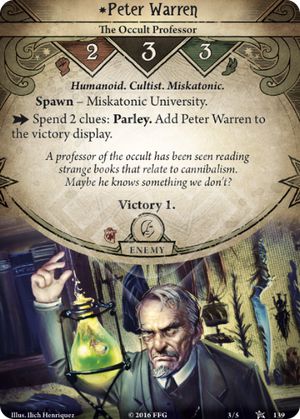 *Peter Warren
The Occult Professor
2 3 3
Humanoid. Cultist. Miskatonic.
Spawn – Miskatonic University.
Spend 2 clues: Parley. Add Peter Warren to
the victory display.
A professor of the occult has been seen reading
strange books that relate to cannibalism.
Maybe he knows something we don't?
Victory 1.
ENEMY
Illus. Ilich Henriquez © 2016 FFG 3/5 139